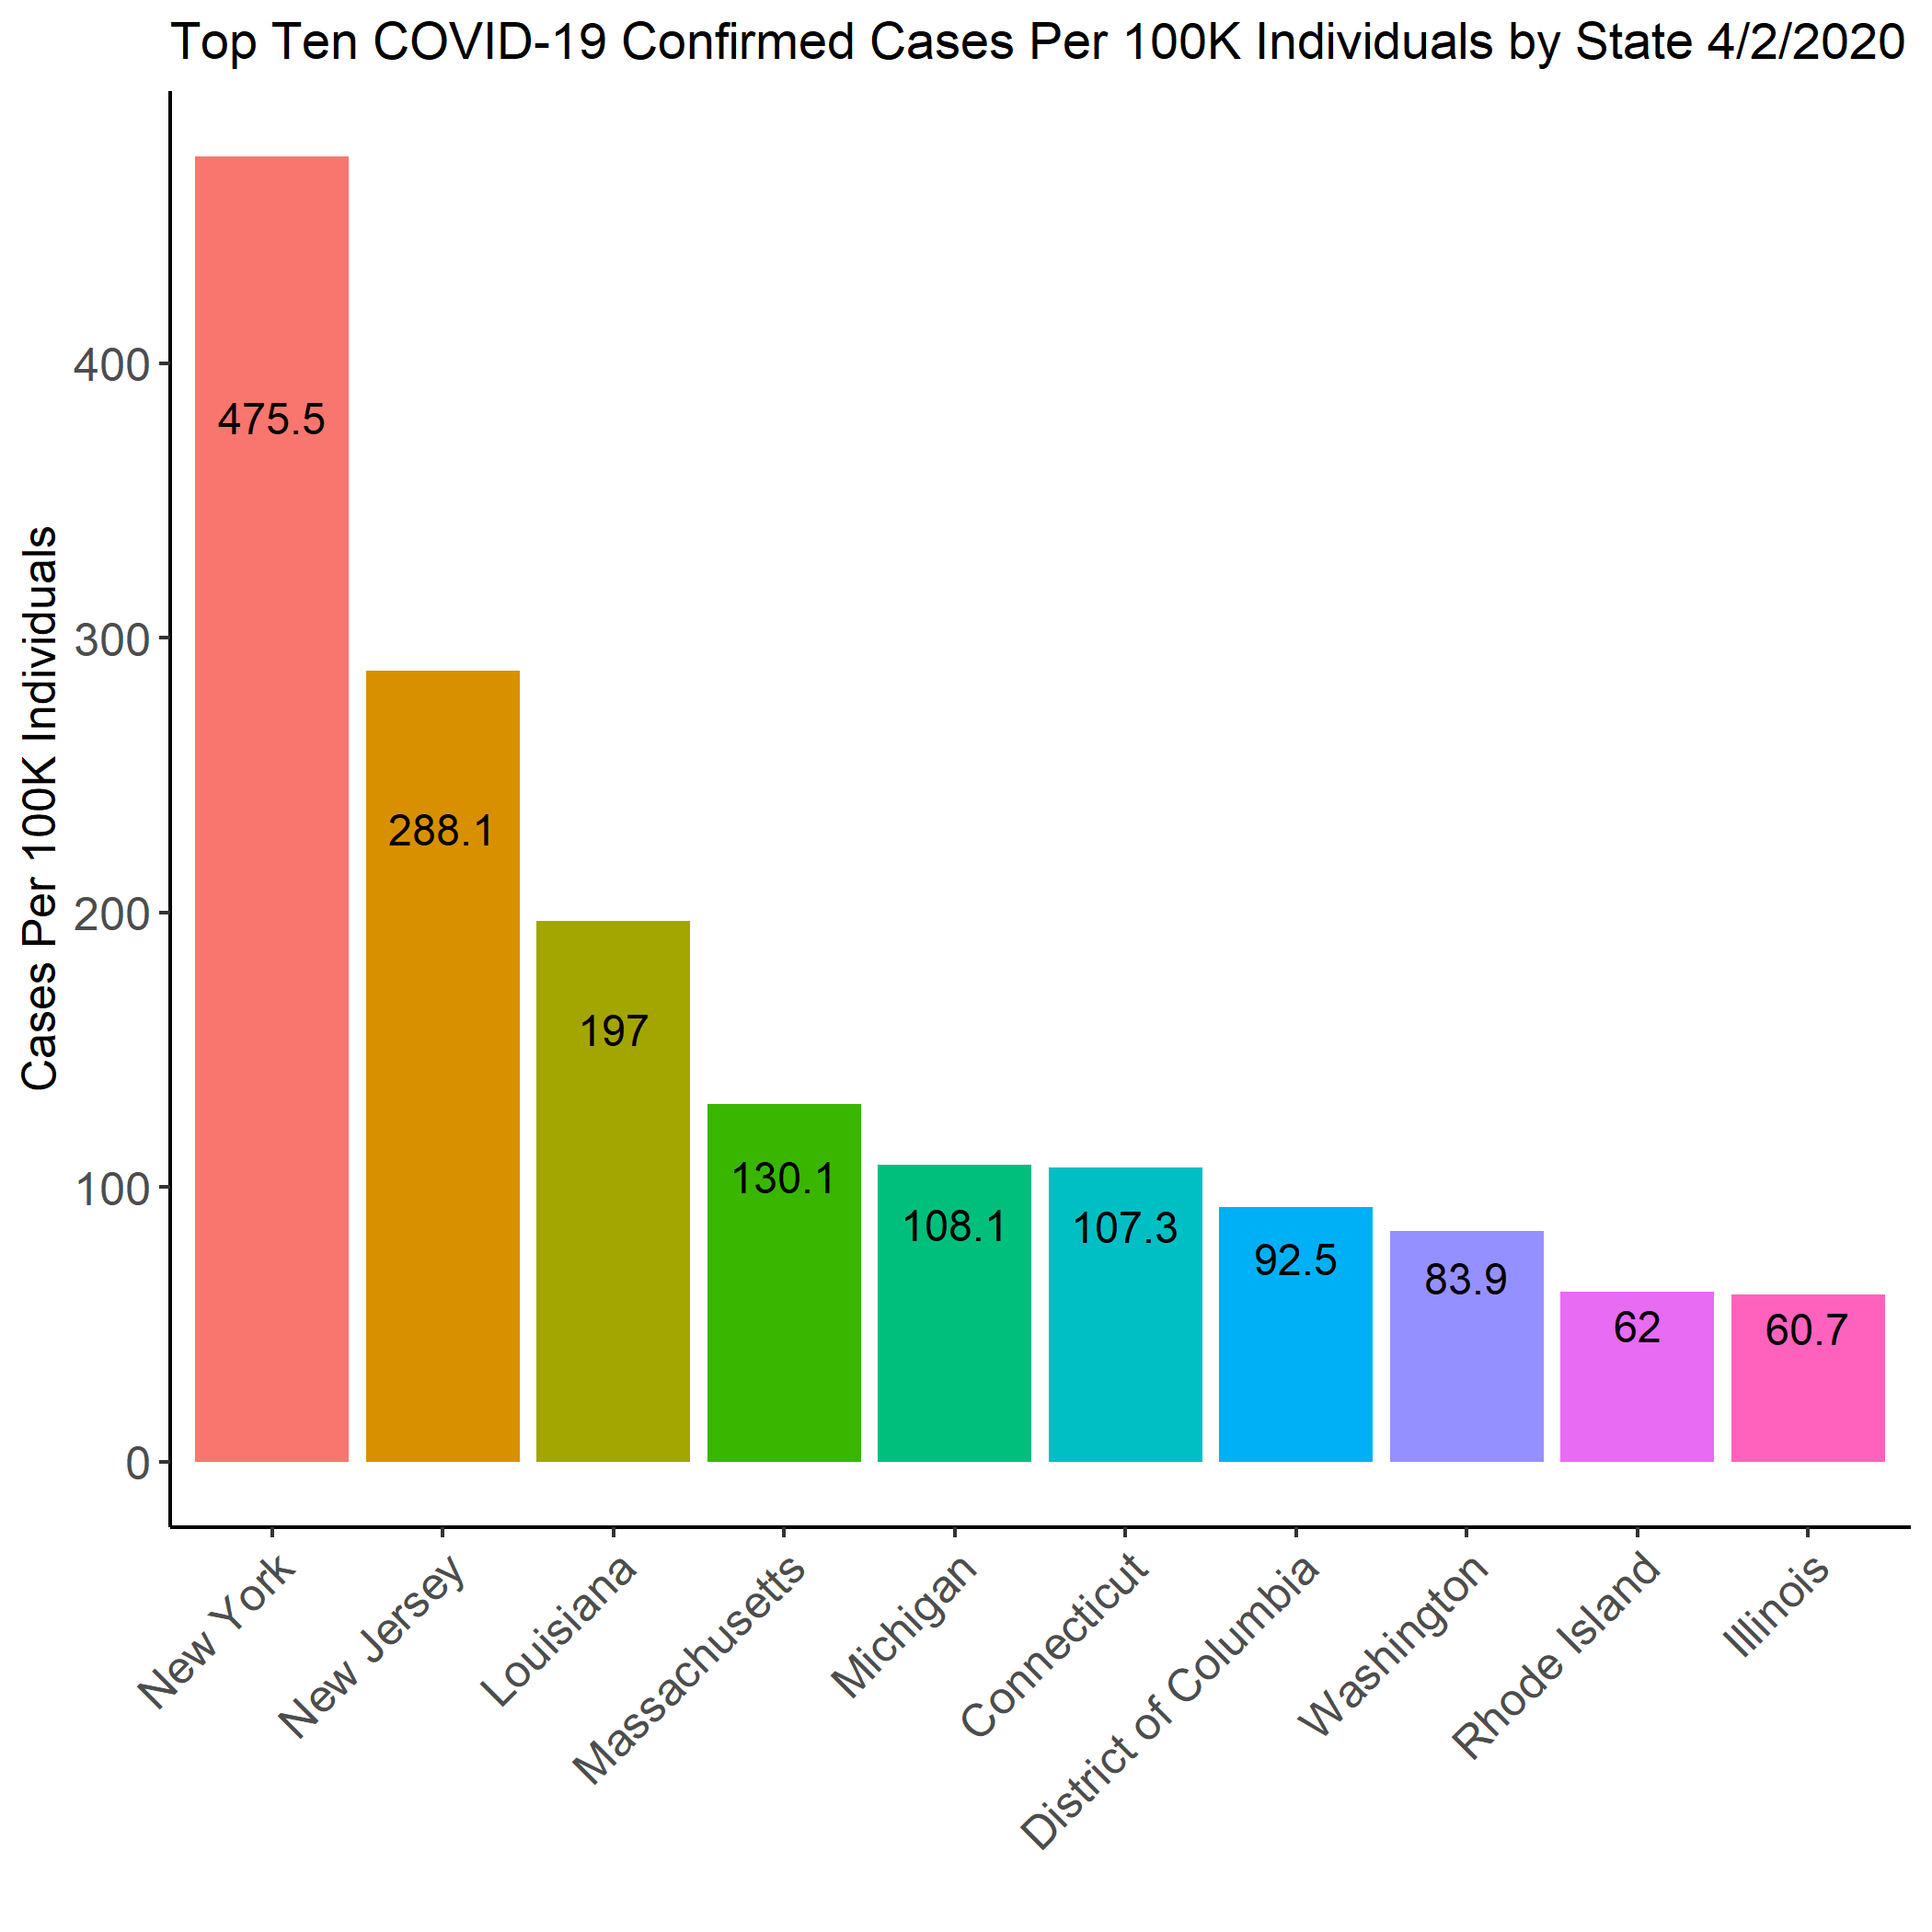 Top Ten COVID-19 Confirmed Cases Per 100K Individuals by State 4/2/2020
Cases Per 100K Individuals
400
300
200
100
0
475.5
288.1
197
130.1
108.1
107.3
92.5
83.9
62
60.7
New York
New Jersey
Louisiana
Massachusetts
Michigan
Connecticut
District of Columbia
Washington
Rhode Island
Illinois